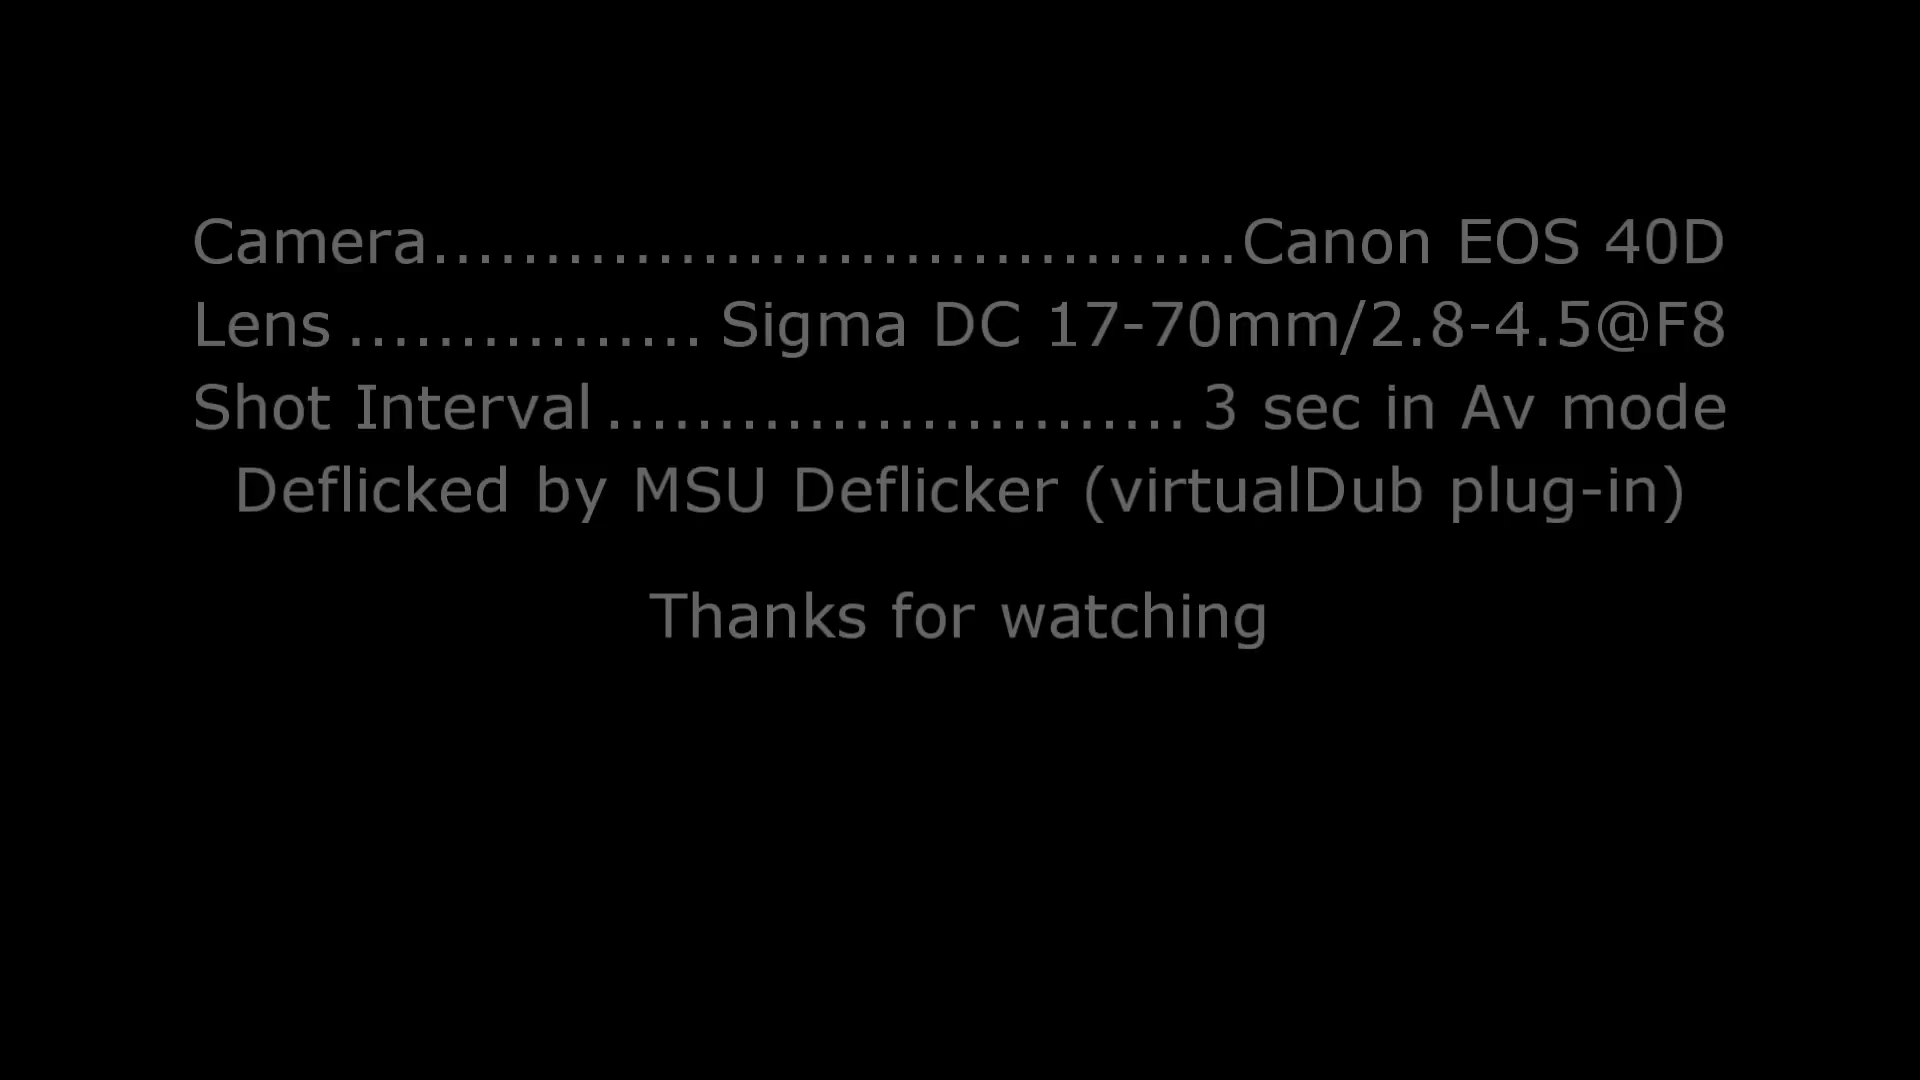 Camera....................................Canon EOS 40D
Lens ................ Sigma DC 17-70mm/2.8-4.5@F8
Shot Interval .......................... 3 sec in Av mode
Deflicked by MSU Deflicker (virtualDub plug-in)
Thanks for watching